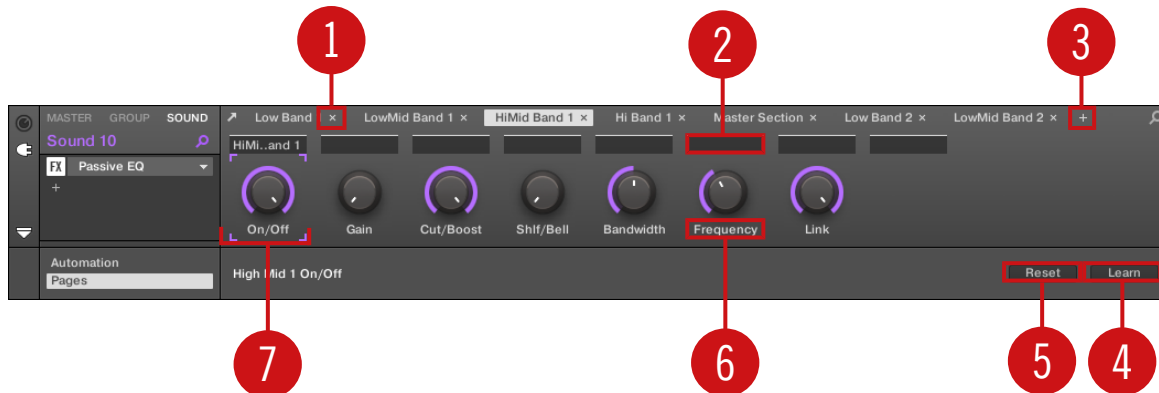 1 2 3
MASTER GROUP SOUND Low Band × LowMid Band 1 × HiMid Band 1 × Hi Band 1 × Master Section × Low Band 2 × LowMid Band 2 × +
Sound 10 HiMi..and 1
FX Passive EQ
+
On/Off Gain Cut/Boost Shlf/Bell Bandwidth Frequency Link
Automation
Pages
High Mid 1 On/Off Reset Learn
7 6 5 4